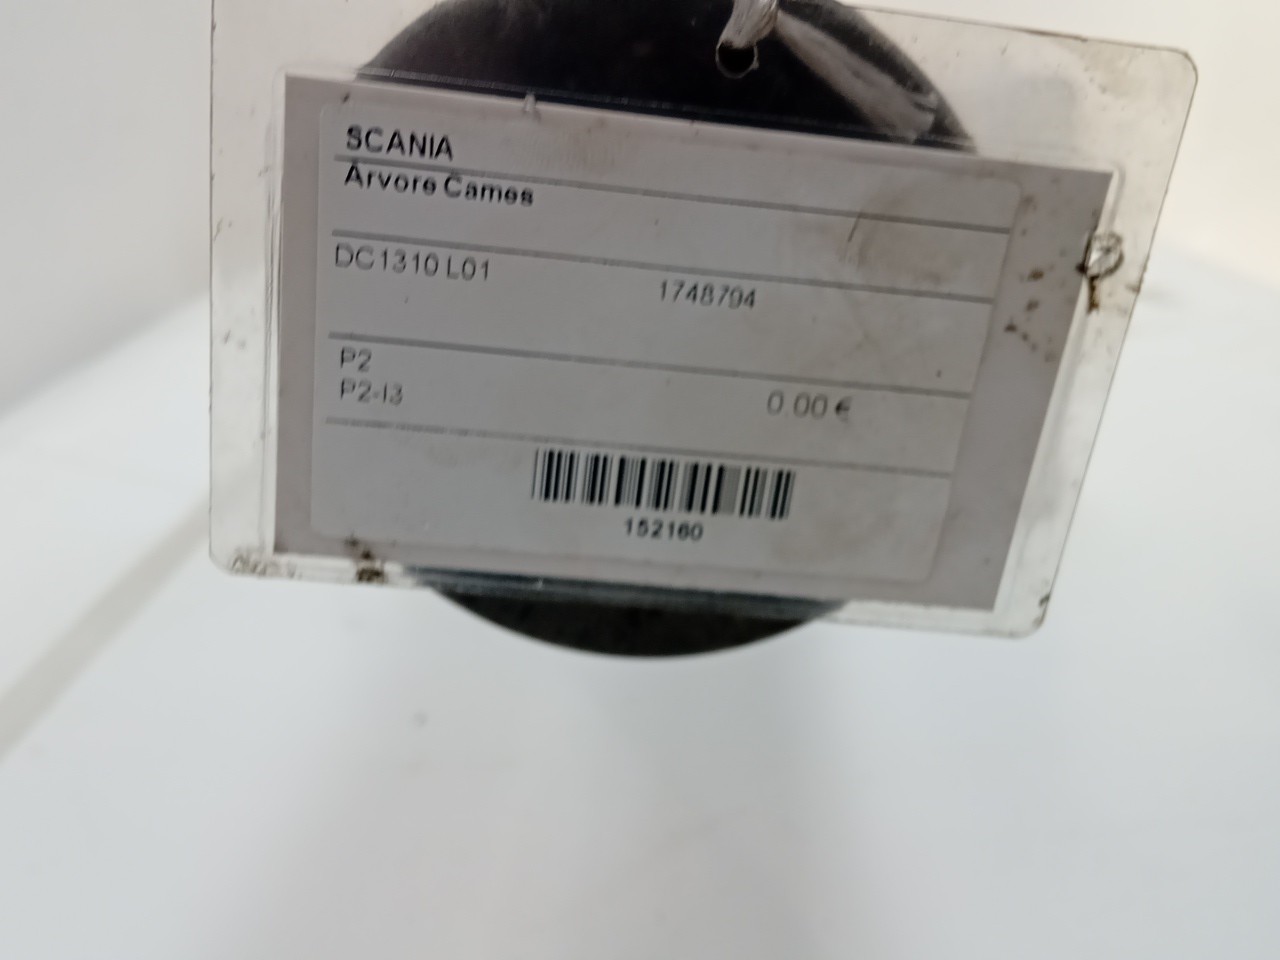 SCANIA
Árvore Cames
DC1310 L01
1748794
P2
P2-I3
0.00 €
152160